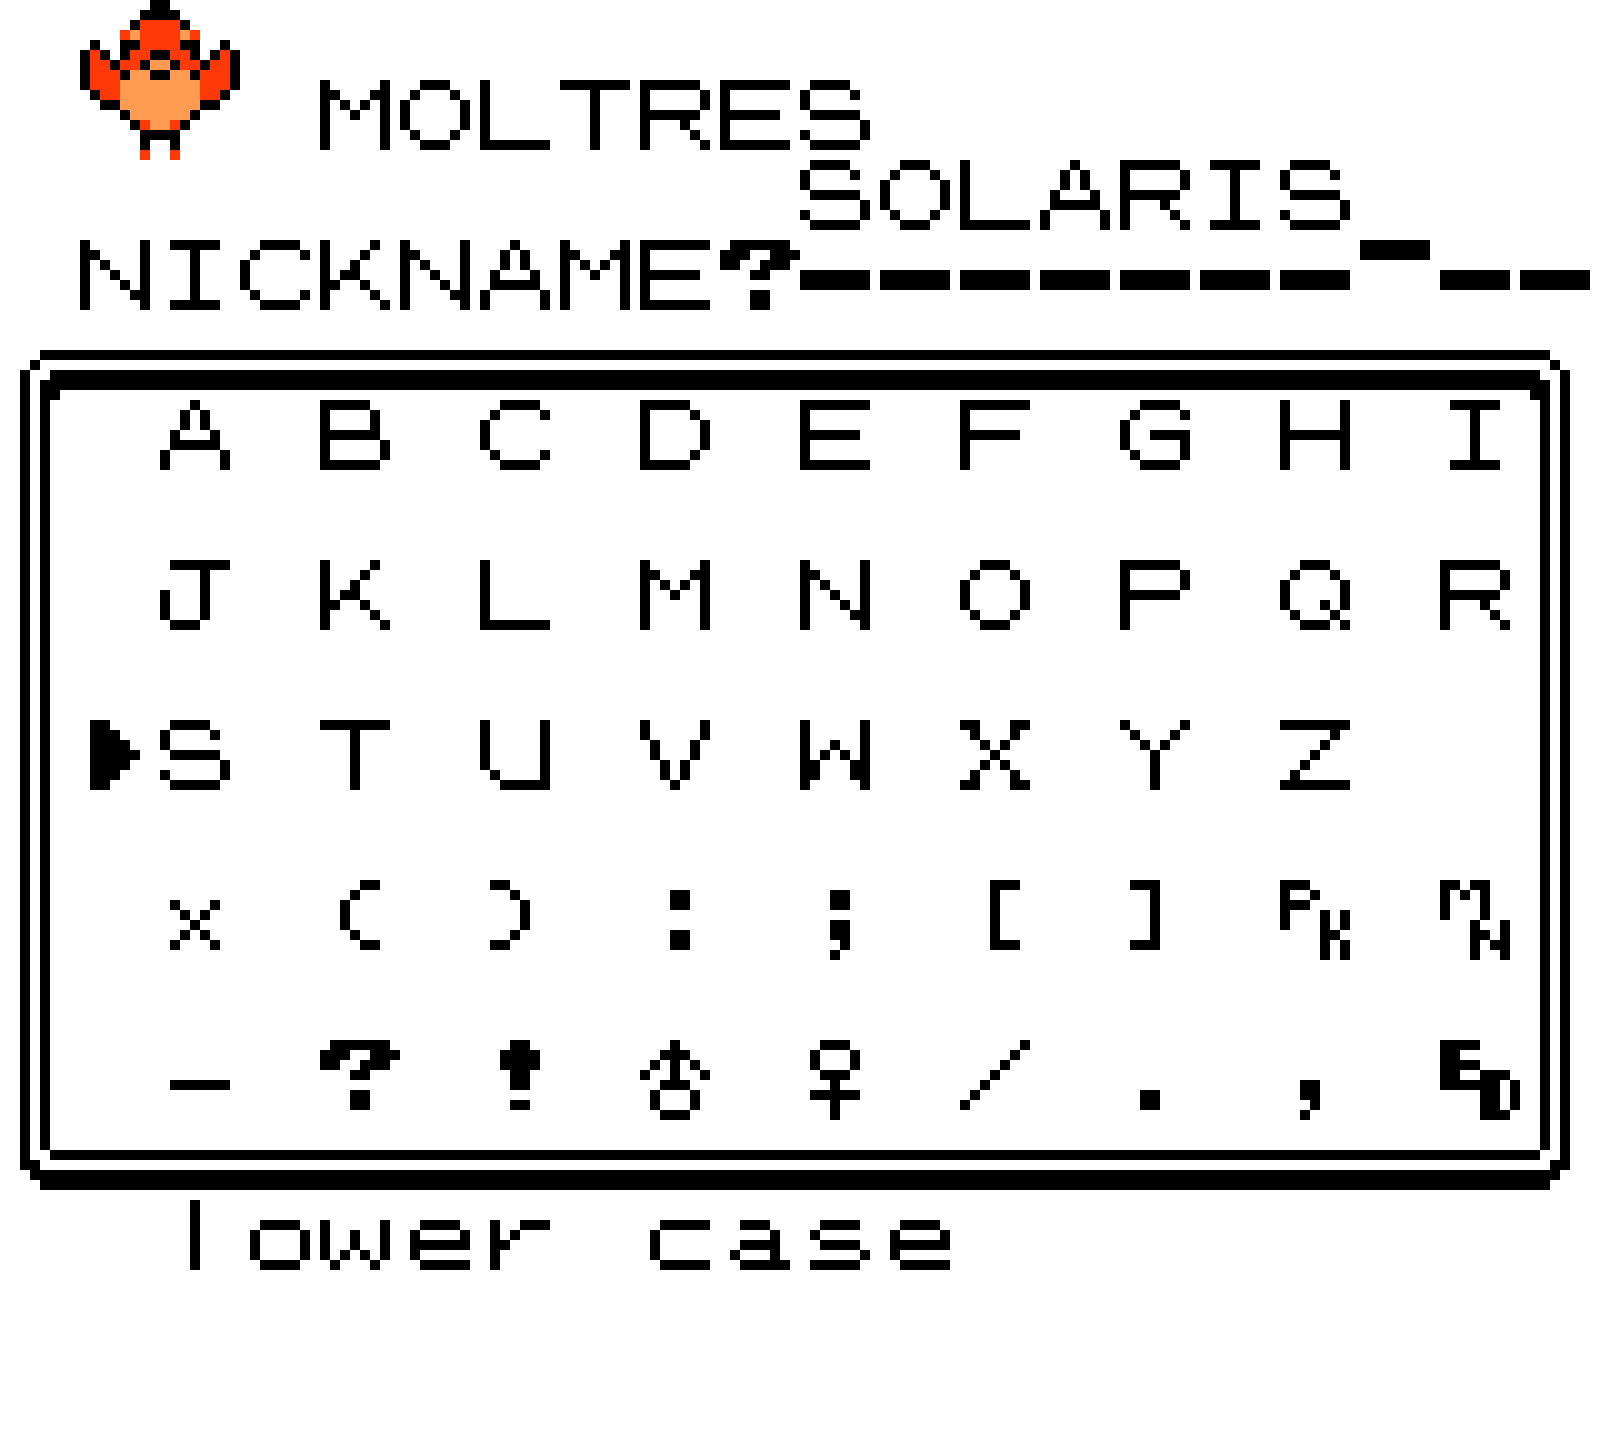 MOLTRES
SOLARIS
NICKNAME?
A B C D E F G H I
J K L M N O P Q R
S T U V W X Y Z
× ( ) : ; [ ] PK MN
- ? ! ♂ ♀ / . , ED
lower case